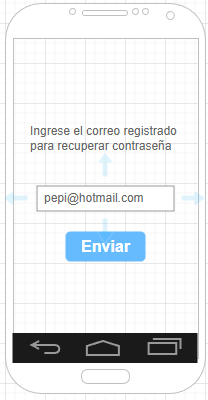 Ingrese el correo registrado
para recuperar contraseña
pepi@hotmail.com
Enviar